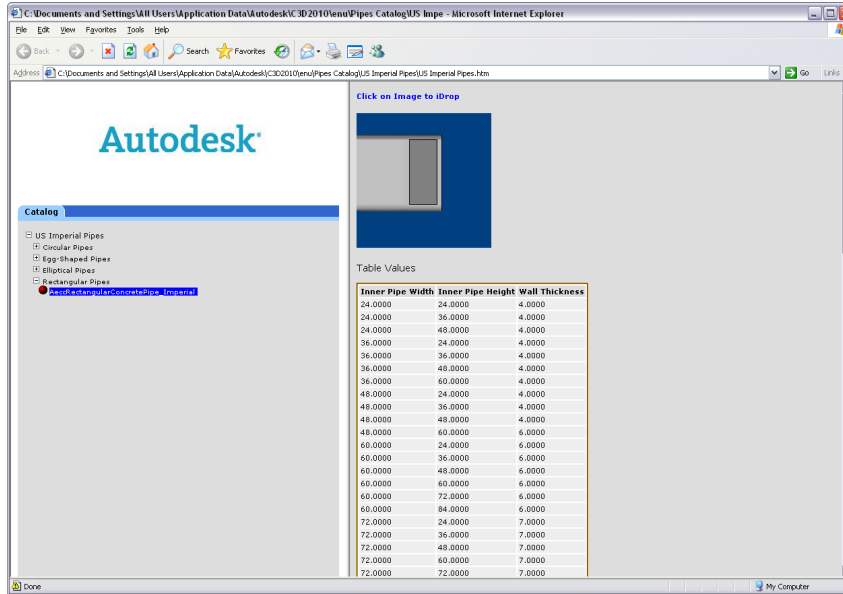 C:\Documents and Settings\All Users\Application Data\Autodesk\C3D2010\enu\Pipes Catalog\US Impe - Microsoft Internet Explorer
File Edit View Favorites Tools Help
Back Search Favorites
Address C:\Documents and Settings\All Users\Application Data\Autodesk\C3D2010\enu\Pipes Catalog\US Imperial Pipes\US Imperial Pipes.htm Go Links
Click on Image to iDrop
Autodesk
Catalog
US Imperial Pipes
Circular Pipes
Egg-Shaped Pipes
Elliptical Pipes
Rectangular Pipes
AeccRectangularConcretePipe_Imperial
Table Values
Inner Pipe Width Inner Pipe Height Wall Thickness
24.0000 24.0000 4.0000
24.0000 36.0000 4.0000
24.0000 48.0000 4.0000
36.0000 24.0000 4.0000
36.0000 36.0000 4.0000
36.0000 48.0000 4.0000
36.0000 60.0000 4.0000
48.0000 24.0000 4.0000
48.0000 36.0000 4.0000
48.0000 48.0000 4.0000
48.0000 60.0000 6.0000
60.0000 24.0000 6.0000
60.0000 36.0000 6.0000
60.0000 48.0000 6.0000
60.0000 60.0000 6.0000
60.0000 72.0000 6.0000
60.0000 84.0000 6.0000
72.0000 24.0000 7.0000
72.0000 36.0000 7.0000
72.0000 48.0000 7.0000
72.0000 60.0000 7.0000
72.0000 72.0000 7.0000
Done My Computer